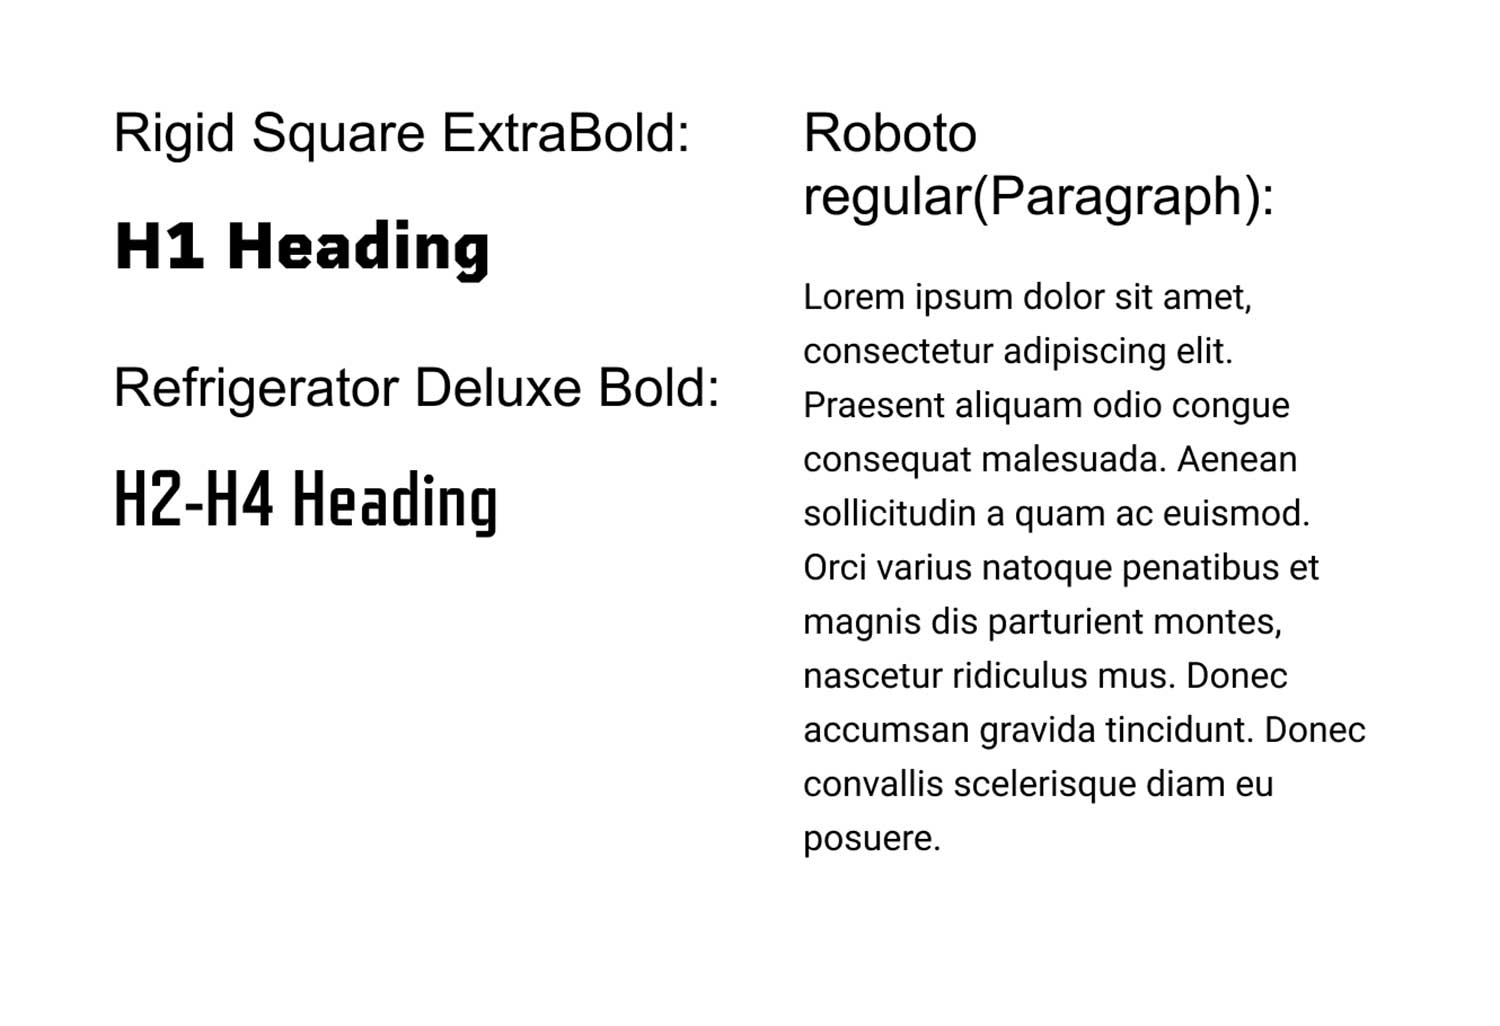 Rigid Square ExtraBold:
H1 Heading
Refrigerator Deluxe Bold:
H2-H4 Heading
Roboto
regular(Paragraph):
Lorem ipsum dolor sit amet,
consectetur adipiscing elit.
Praesent aliquam odio congue
consequat malesuada. Aenean
sollicitudin a quam ac euismod.
Orci varius natoque penatibus et
magnis dis parturient montes,
nascetur ridiculus mus. Donec
accumsan gravida tincidunt. Donec
convallis scelerisque diam eu
posuere.